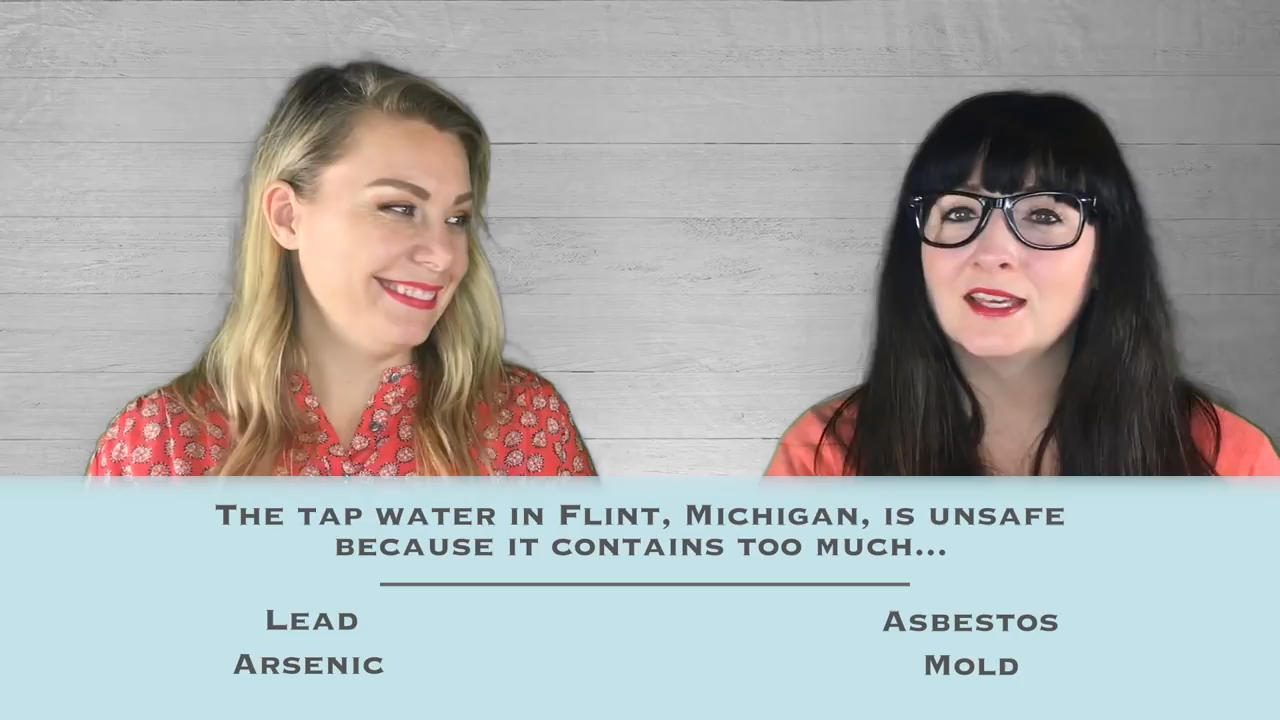 The tap water in Flint, Michigan, is unsafe
because it contains too much...
Lead
Asbestos
Arsenic
Mold